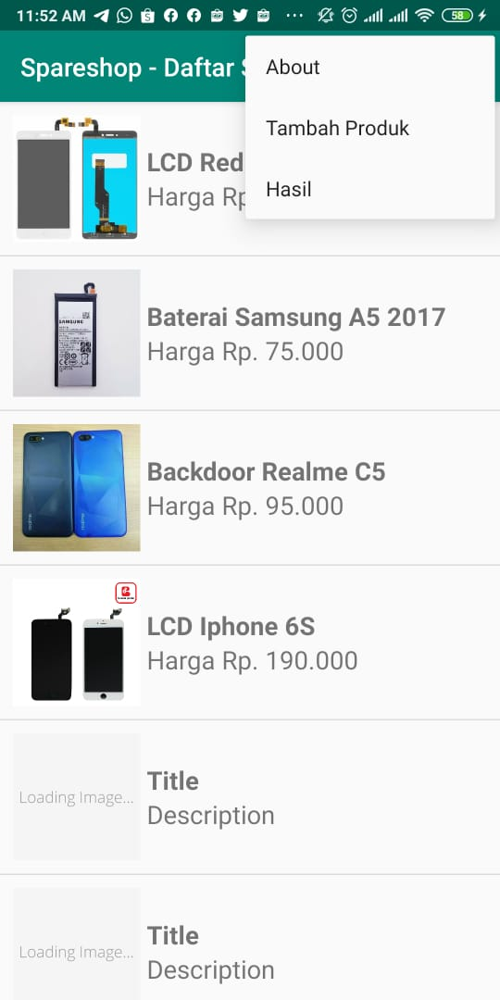 11:52 AM
58
Spareshop - Daftar
About
Tambah Produk
Hasil
LCD Red
Harga Rp
SAMSUNG
Baterai Samsung A5 2017
Harga Rp. 75.000
realme
realme
Backdoor Realme C5
Harga Rp. 95.000
LCD Iphone 6S
Harga Rp. 190.000
Loading Image...
Title
Description
Loading Image...
Title
Description